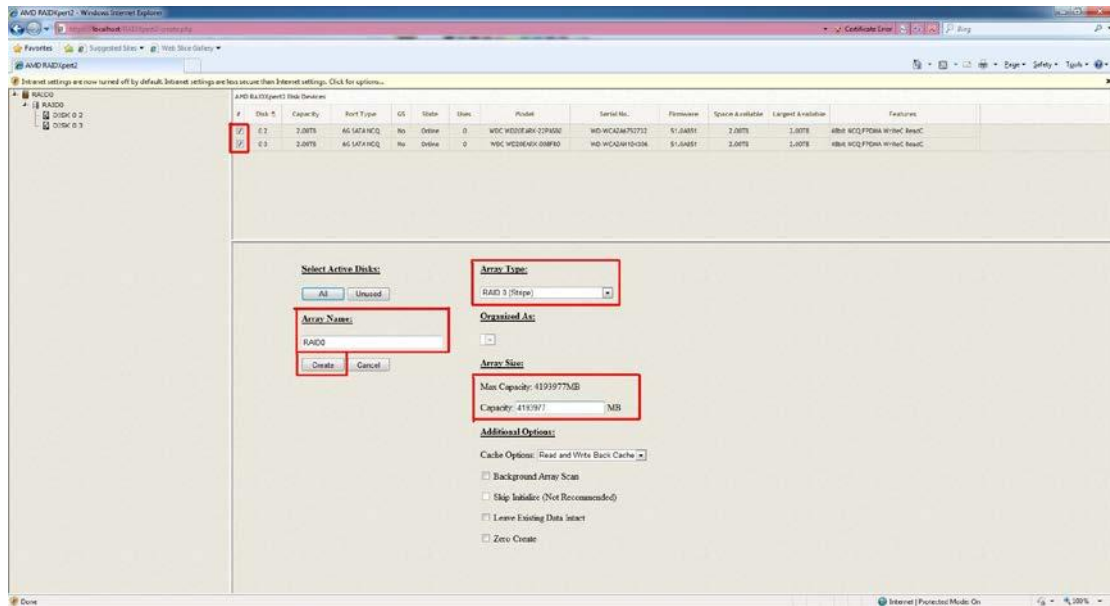 AMD RAIDXpert2 - Windows Internet Explorer
localhost
Certificate Error
Bing
Favorites Suggested Sites Web Slice Gallery
AMD RAIDXpert2
Page Safety Tools
Intranet settings are now turned off by default. Intranet settings are less secure than Internet settings. Click for options...
RAID0
DISK 0 2
DISK 0 3
AMD RAIDXpert2 Disk Devices
# Disk Capacity Port Type GS State Uses Model Serial No. Firmware Space Available Largest Available Features
0 2 2.00TB 6G SATA NCQ No Online 0 2.00TB 2.00TB
0 3 2.00TB 6G SATA NCQ No Online 0 2.00TB 2.00TB
Select Active Disks:
All Unused
Array Name:
RAID0
Create Cancel
Array Type:
RAID 0 (Stripe)
Organized As:
Array Size:
Max Capacity: 4193977MB
Capacity: 4193977 MB
Additional Options:
Cache Options: Read and Write Back Cache
Background Array Scan
Skip Initialize (Not Recommended)
Leave Existing Data Intact
Zero Create
Done
Internet | Protected Mode: On
100%